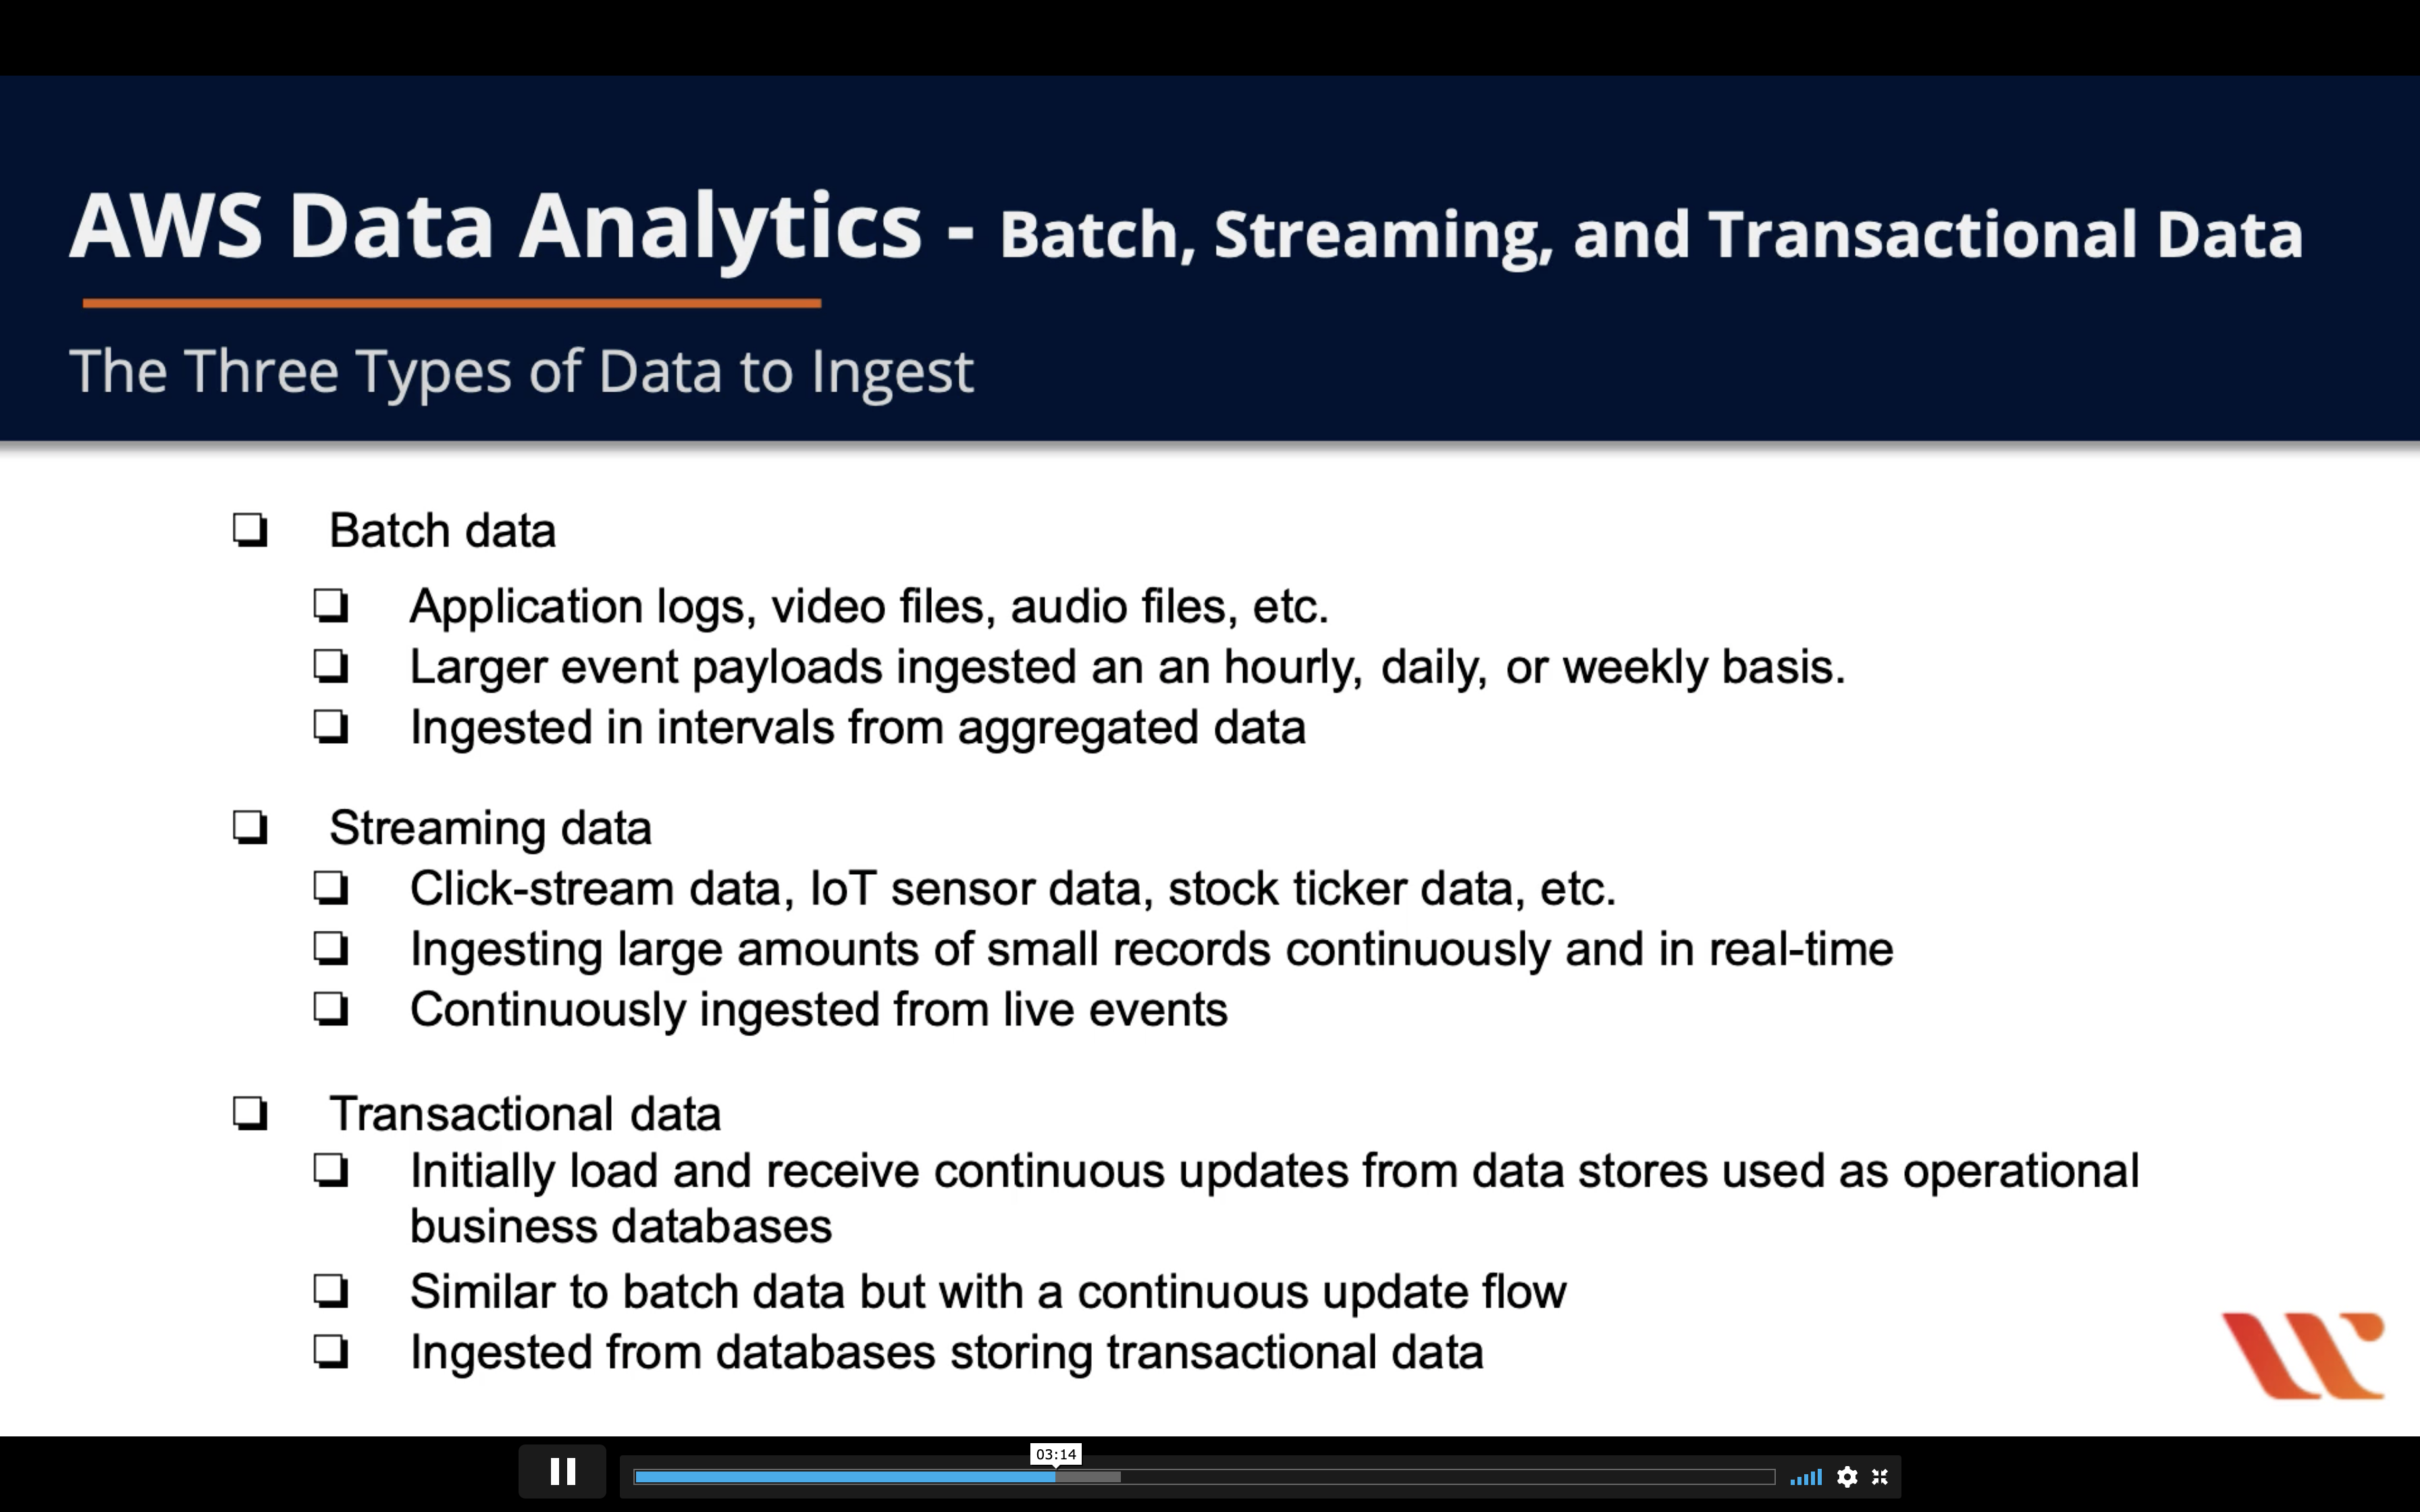 AWS Data Analytics - Batch, Streaming, and Transactional Data
The Three Types of Data to Ingest
Batch data
Application logs, video files, audio files, etc.
Larger event payloads ingested an an hourly, daily, or weekly basis.
Ingested in intervals from aggregated data
Streaming data
Click-stream data, IoT sensor data, stock ticker data, etc.
Ingesting large amounts of small records continuously and in real-time
Continuously ingested from live events
Transactional data
Initially load and receive continuous updates from data stores used as operational
business databases
Similar to batch data but with a continuous update flow
Ingested from databases storing transactional data
03:14